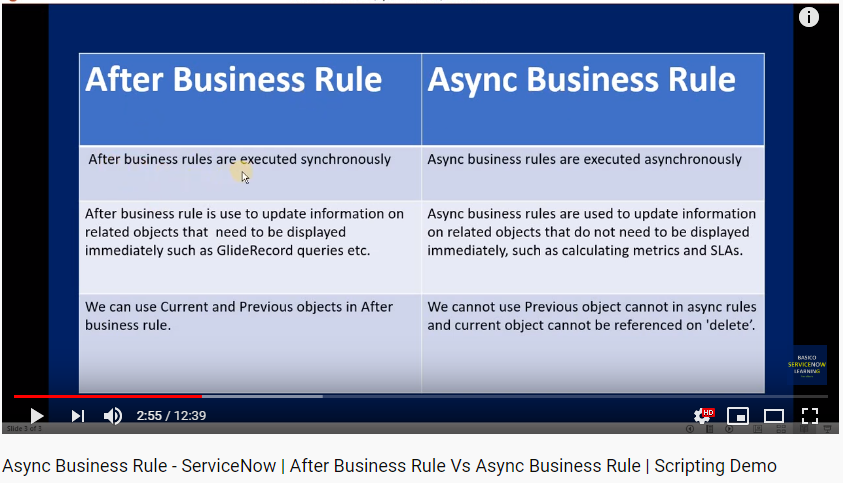 After Business Rule
Async Business Rule
After business rules are executed synchronously
Async business rules are executed asynchronously
After business rule is use to update information on
related objects that need to be displayed
immediately such as GlideRecord queries etc.
Async business rules are used to update information
on related objects that do not need to be displayed
immediately, such as calculating metrics and SLAs.
We can use Current and Previous objects in After
business rule.
We cannot use Previous object cannot in async rules
and current object cannot be referenced on 'delete'.
BASICO
SERVICENOW
LEARNING
2:55 / 12:39
HD
Slide 3 of 3
Async Business Rule - ServiceNow | After Business Rule Vs Async Business Rule | Scripting Demo